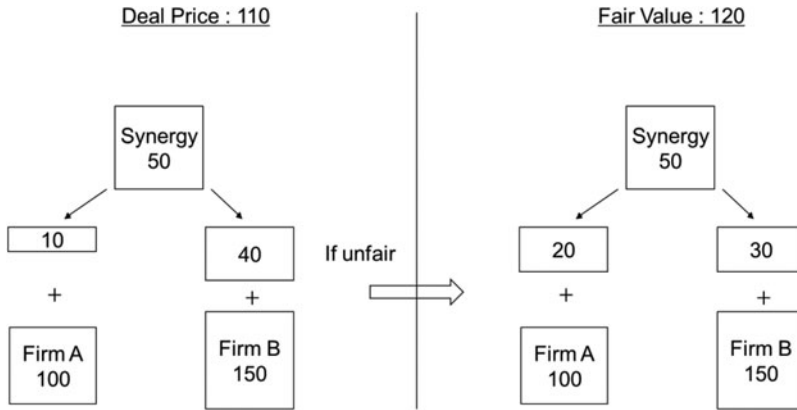 Deal Price : 110
Synergy
50
10
40
+
+
Firm A
100
Firm B
150
If unfair
Fair Value : 120
Synergy
50
20
30
+
+
Firm A
100
Firm B
150